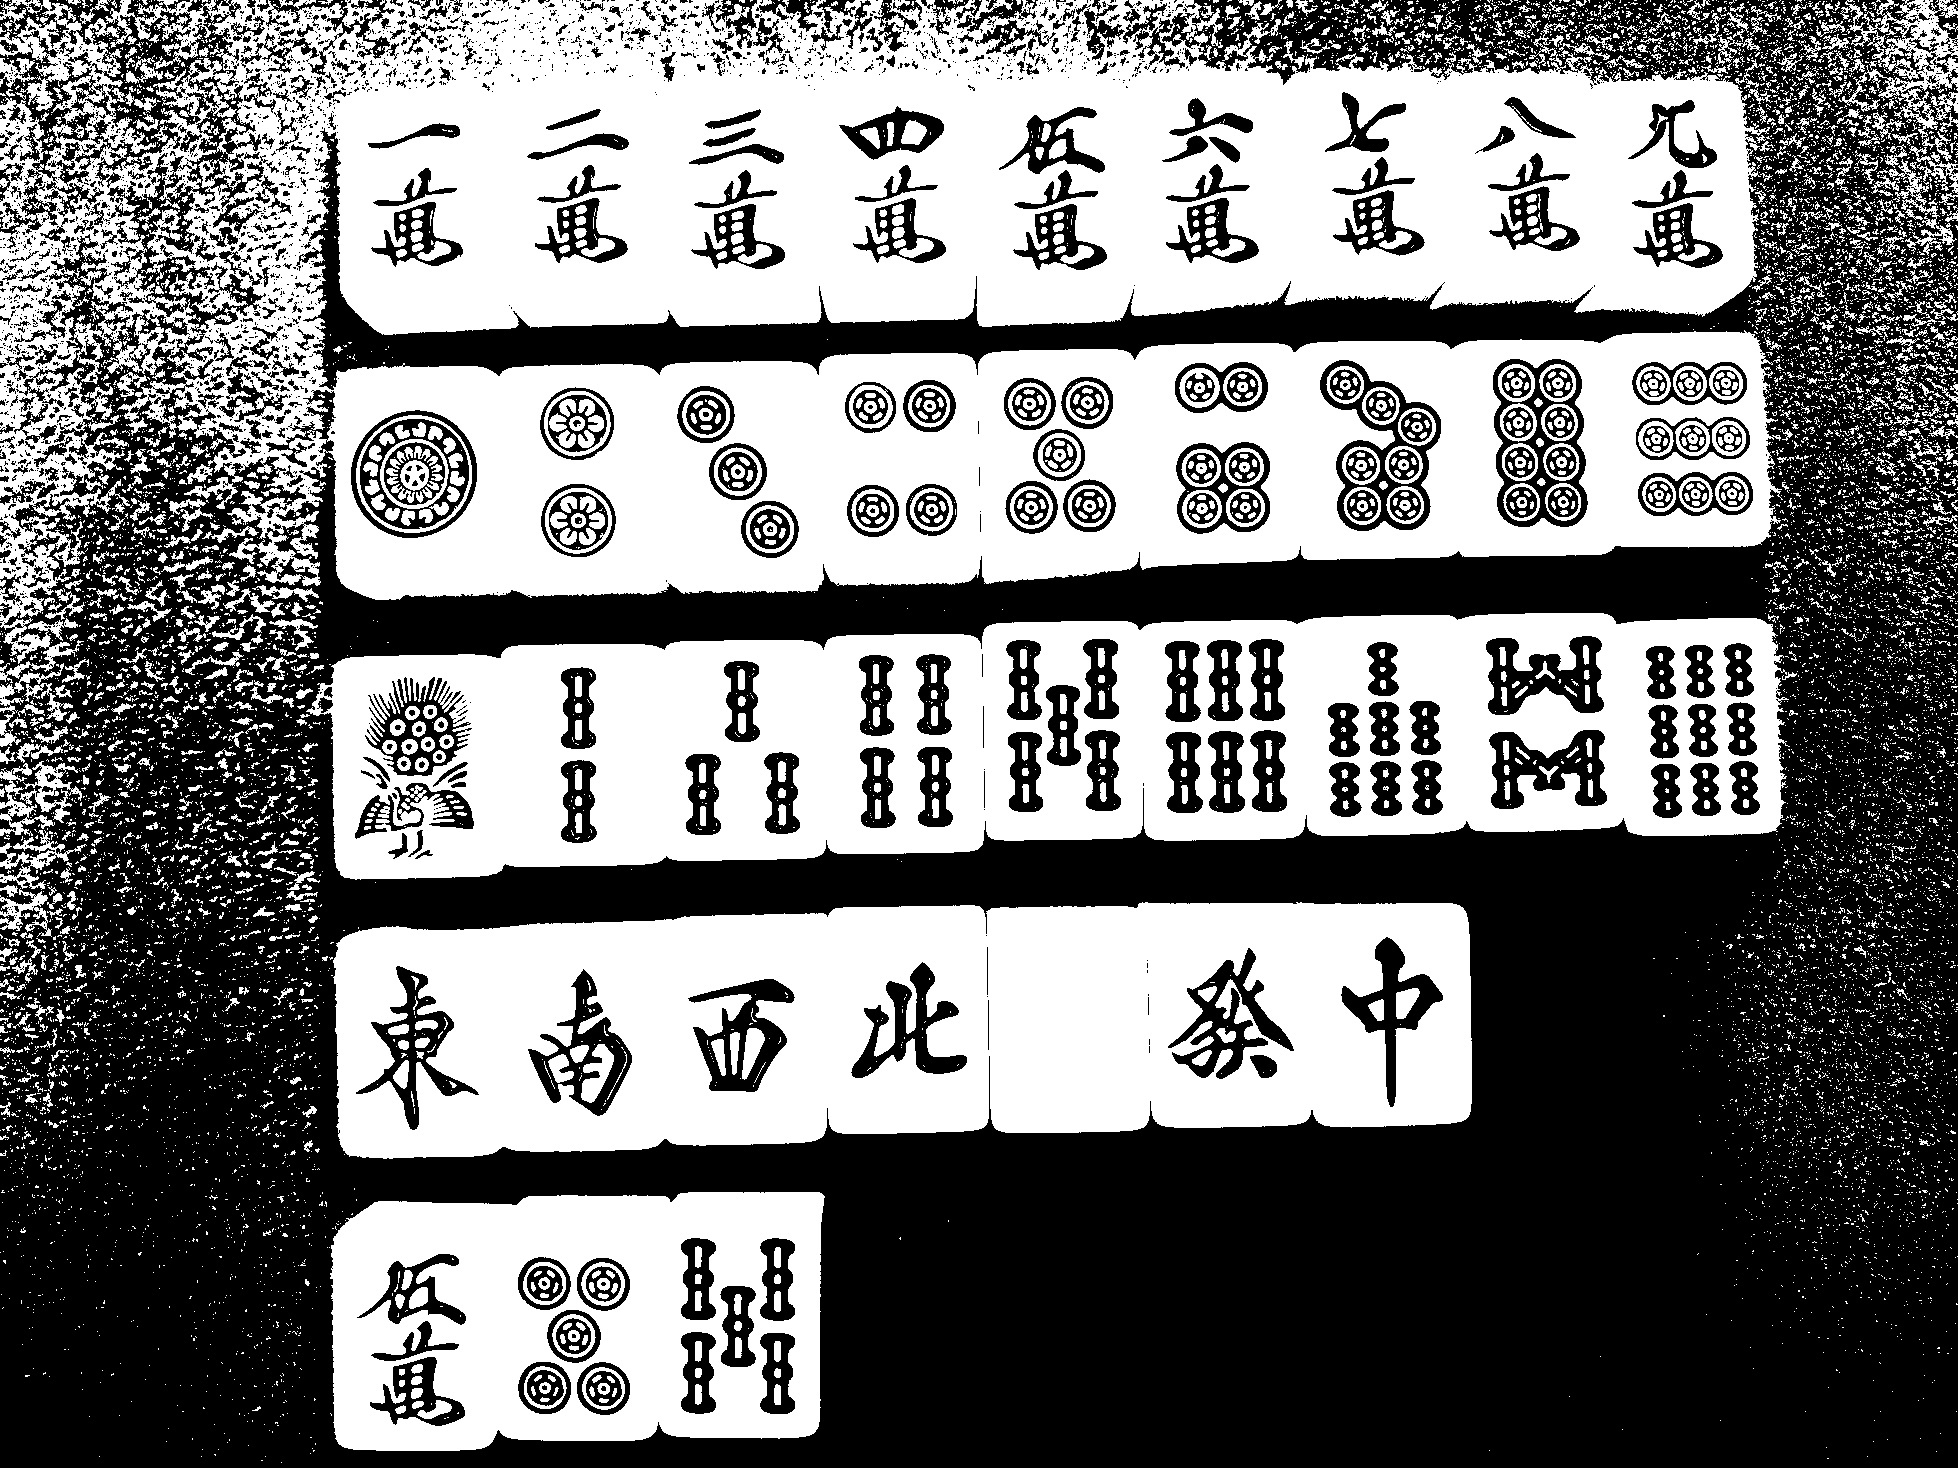 一 二 三 四 伍 六 七 八 九
萬 萬 萬 萬 萬 萬 萬 萬 萬
東 南 西 北 發 中
伍
萬